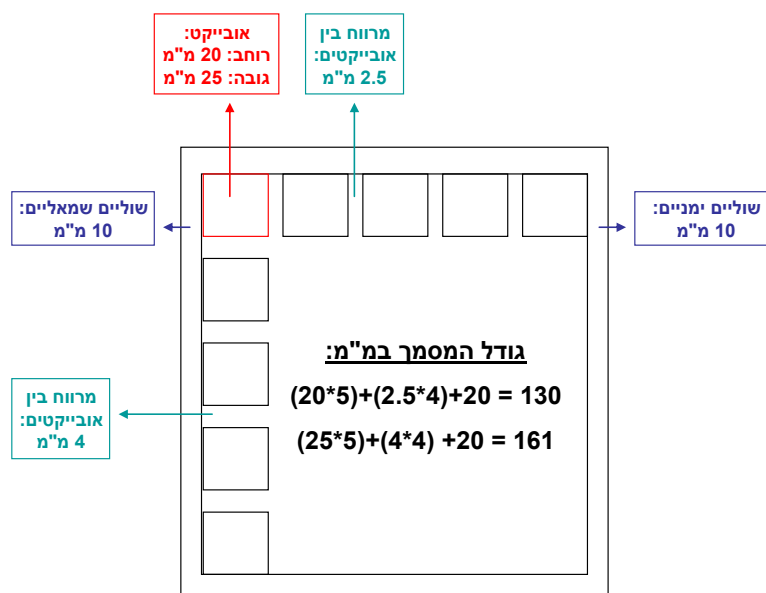 אובייקט:
רוחב: 20 מ"מ
גובה: 25 מ"מ
מרווח בין
אובייקטים:
2.5 מ"מ
שוליים ימניים:
10 מ"מ
שוליים שמאליים:
10 מ"מ
גודל המסמך במ"מ:
(20*5)+(2.5*4)+20 = 130
(25*5)+(4*4) +20 = 161
מרווח בין
אובייקטים:
4 מ"מ